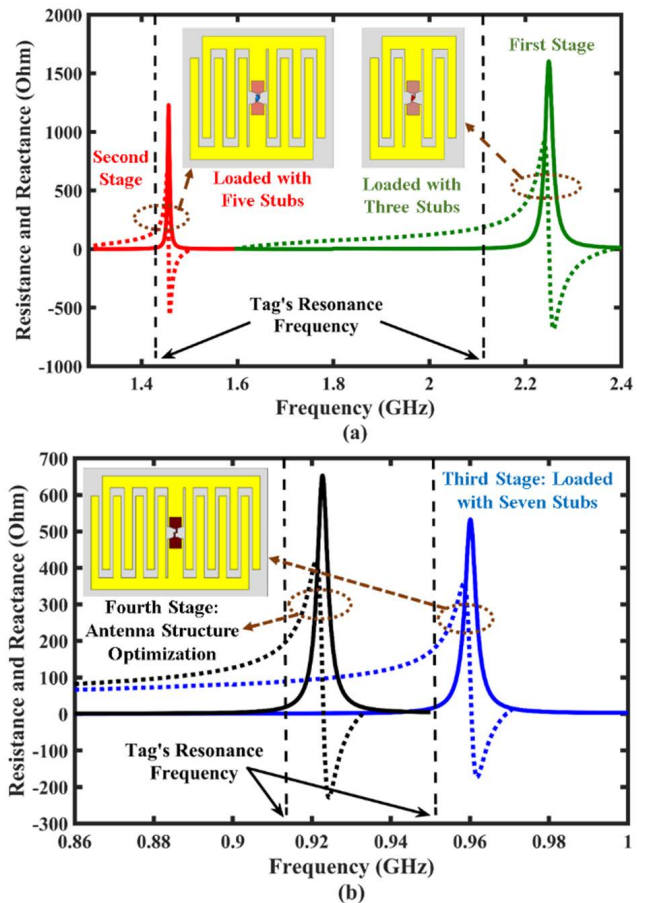 Resistance and Reactance (Ohm)
2000
1500
1000
500
0
-500
-1000
First Stage
Second
Stage
Loaded with
Five Stubs
Loaded with
Three Stubs
Tag's Resonance
Frequency
1.4
1.6
1.8
2
2.2
2.4
Frequency (GHz)
(a)
Resistance and Reactance (Ohm)
700
600
500
400
300
200
100
0
-100
-200
-300
Third Stage: Loaded
with Seven Stubs
Fourth Stage:
Antenna Structure
Optimization
Tag's Resonance
Frequency
0.86
0.88
0.9
0.92
0.94
0.96
0.98
1
Frequency (GHz)
(b)